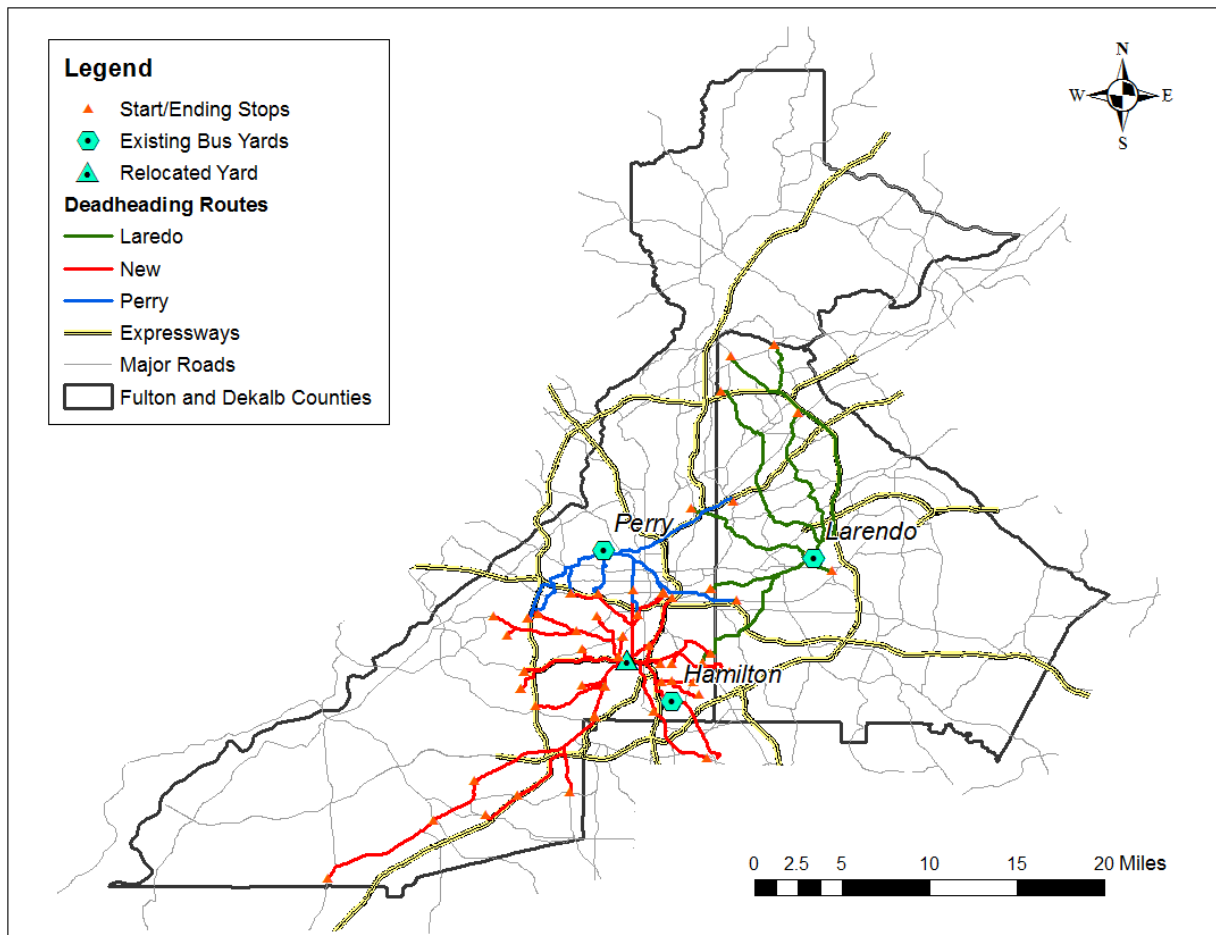 Legend
Start/Ending Stops
Existing Bus Yards
Relocated Yard
Deadheading Routes
Laredo
New
Perry
Expressways
Major Roads
Fulton and Dekalb Counties
N
W
E
S
Perry
Larendo
Hamilton
0 2.5 5 10 15 20 Miles